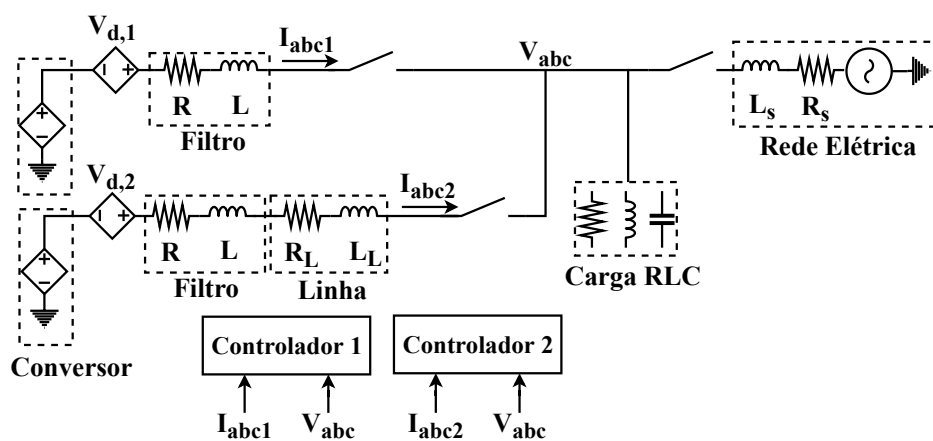 V_d,1
I_abc1
V_abc
R L
Filtro
L_s R_s
Rede Elétrica
V_d,2
I_abc2
R L
R_L L_L
Filtro
Linha
Carga RLC
Conversor
Controlador 1
Controlador 2
I_abc1 V_abc
I_abc2 V_abc